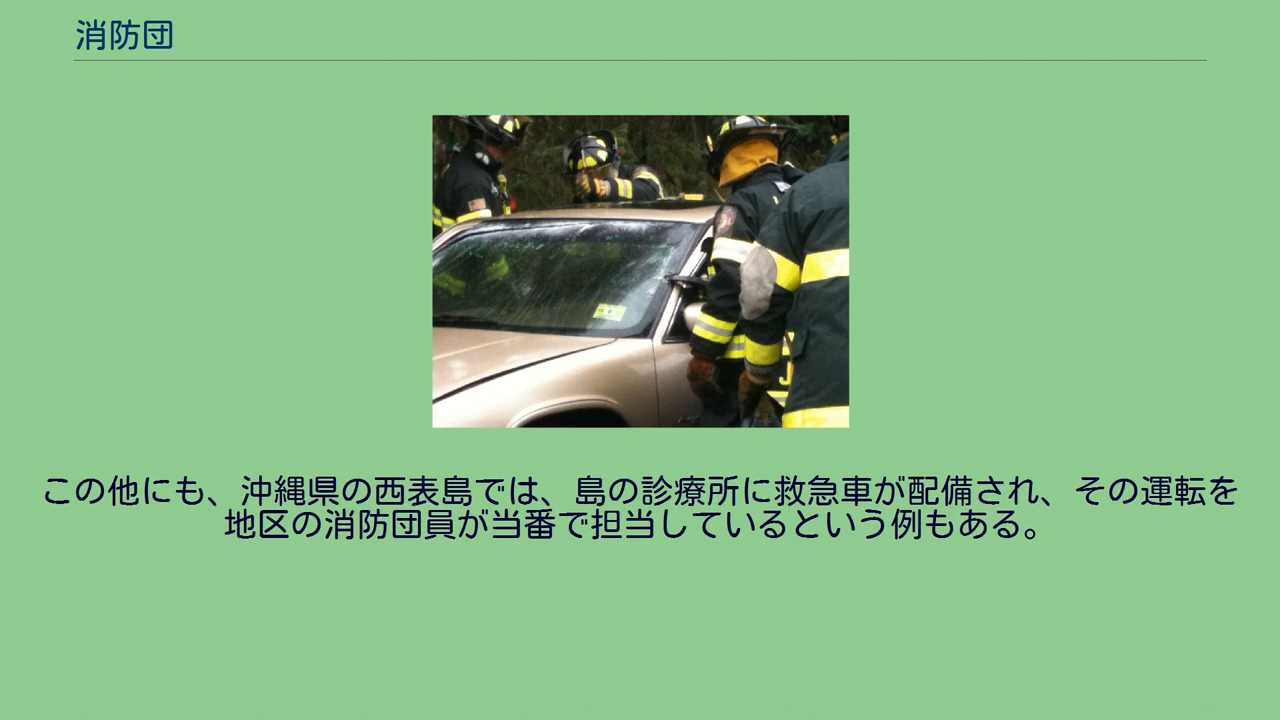 消防団
この他にも、沖縄県の西表島では、島の診療所に救急車が配備され、その運転を
地区の消防団員が当番で担当しているという例もある。